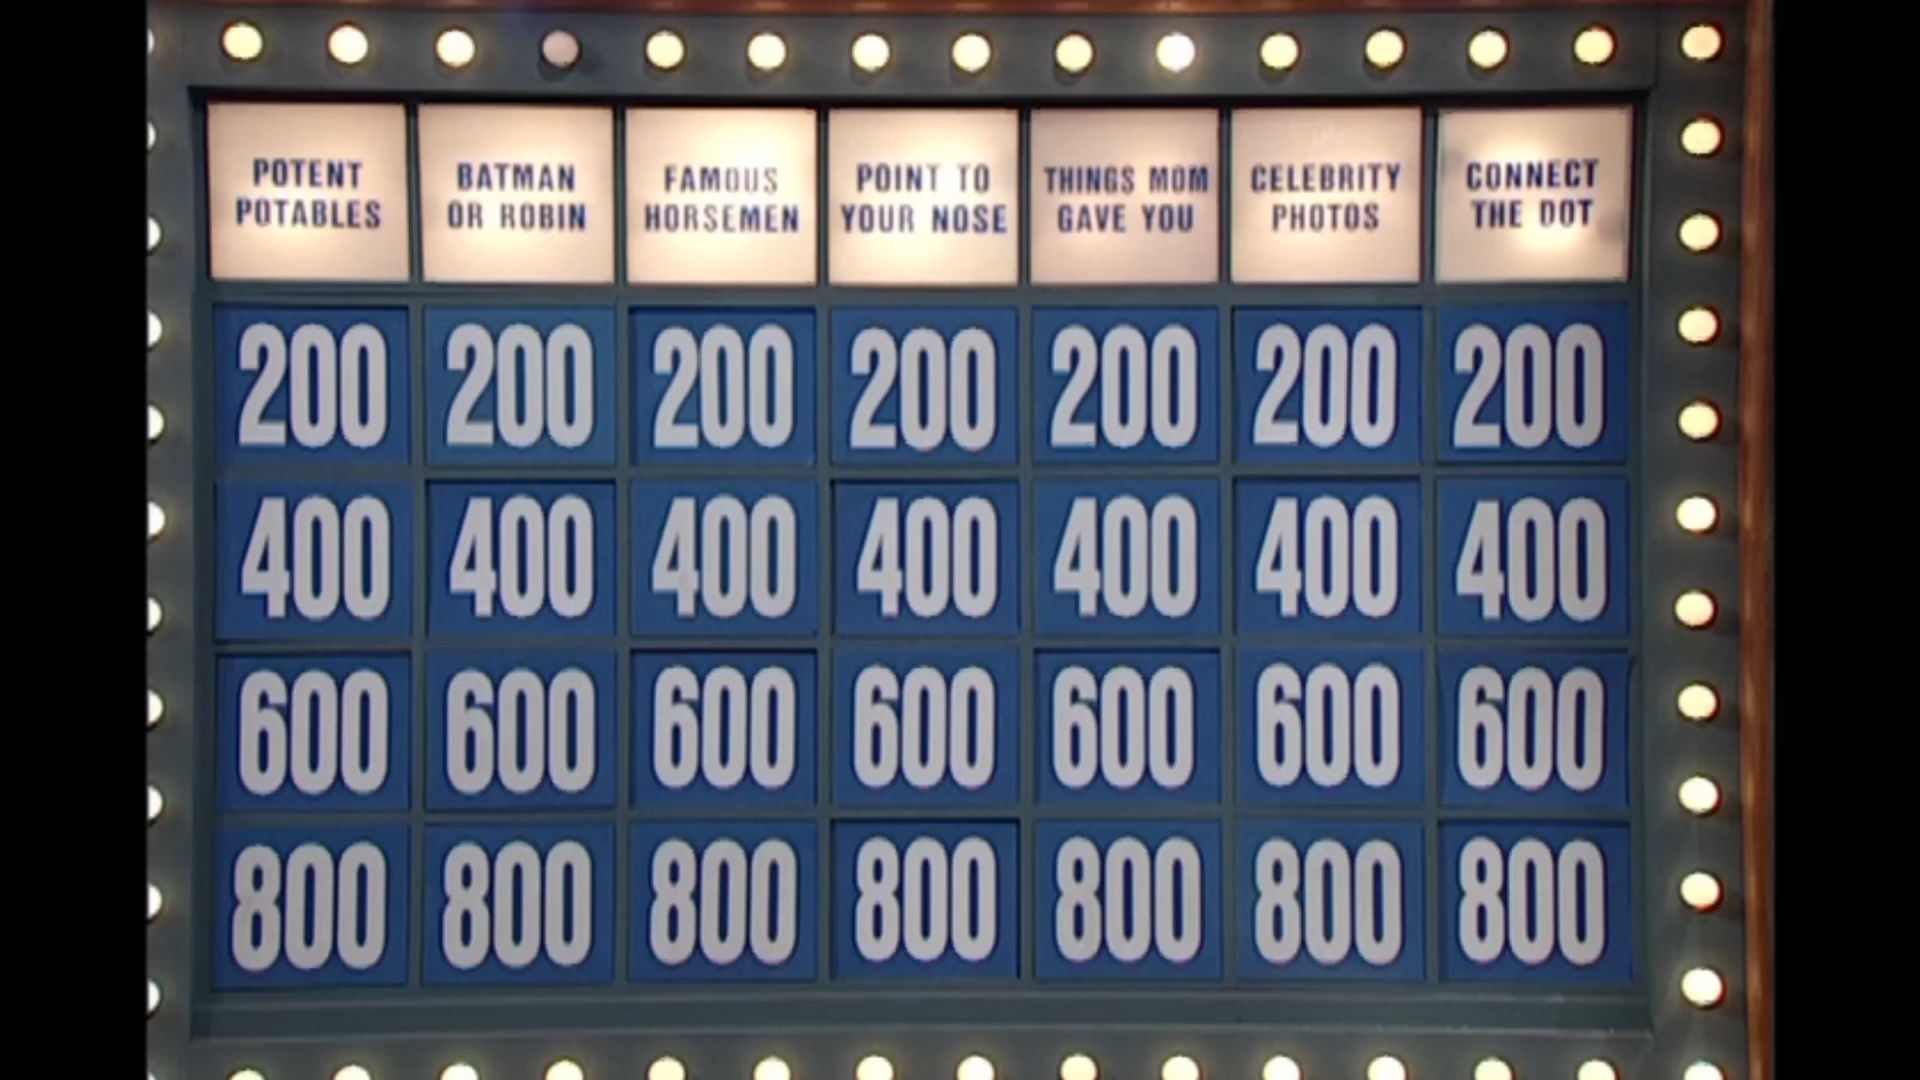 POTENT
POTABLES
BATMAN
OR ROBIN
FAMOUS
HORSEMEN
POINT TO
YOUR NOSE
THINGS MOM
GAVE YOU
CELEBRITY
PHOTOS
CONNECT
THE DOT
200 200 200 200 200 200 200
400 400 400 400 400 400 400
600 600 600 600 600 600 600
800 800 800 800 800 800 800